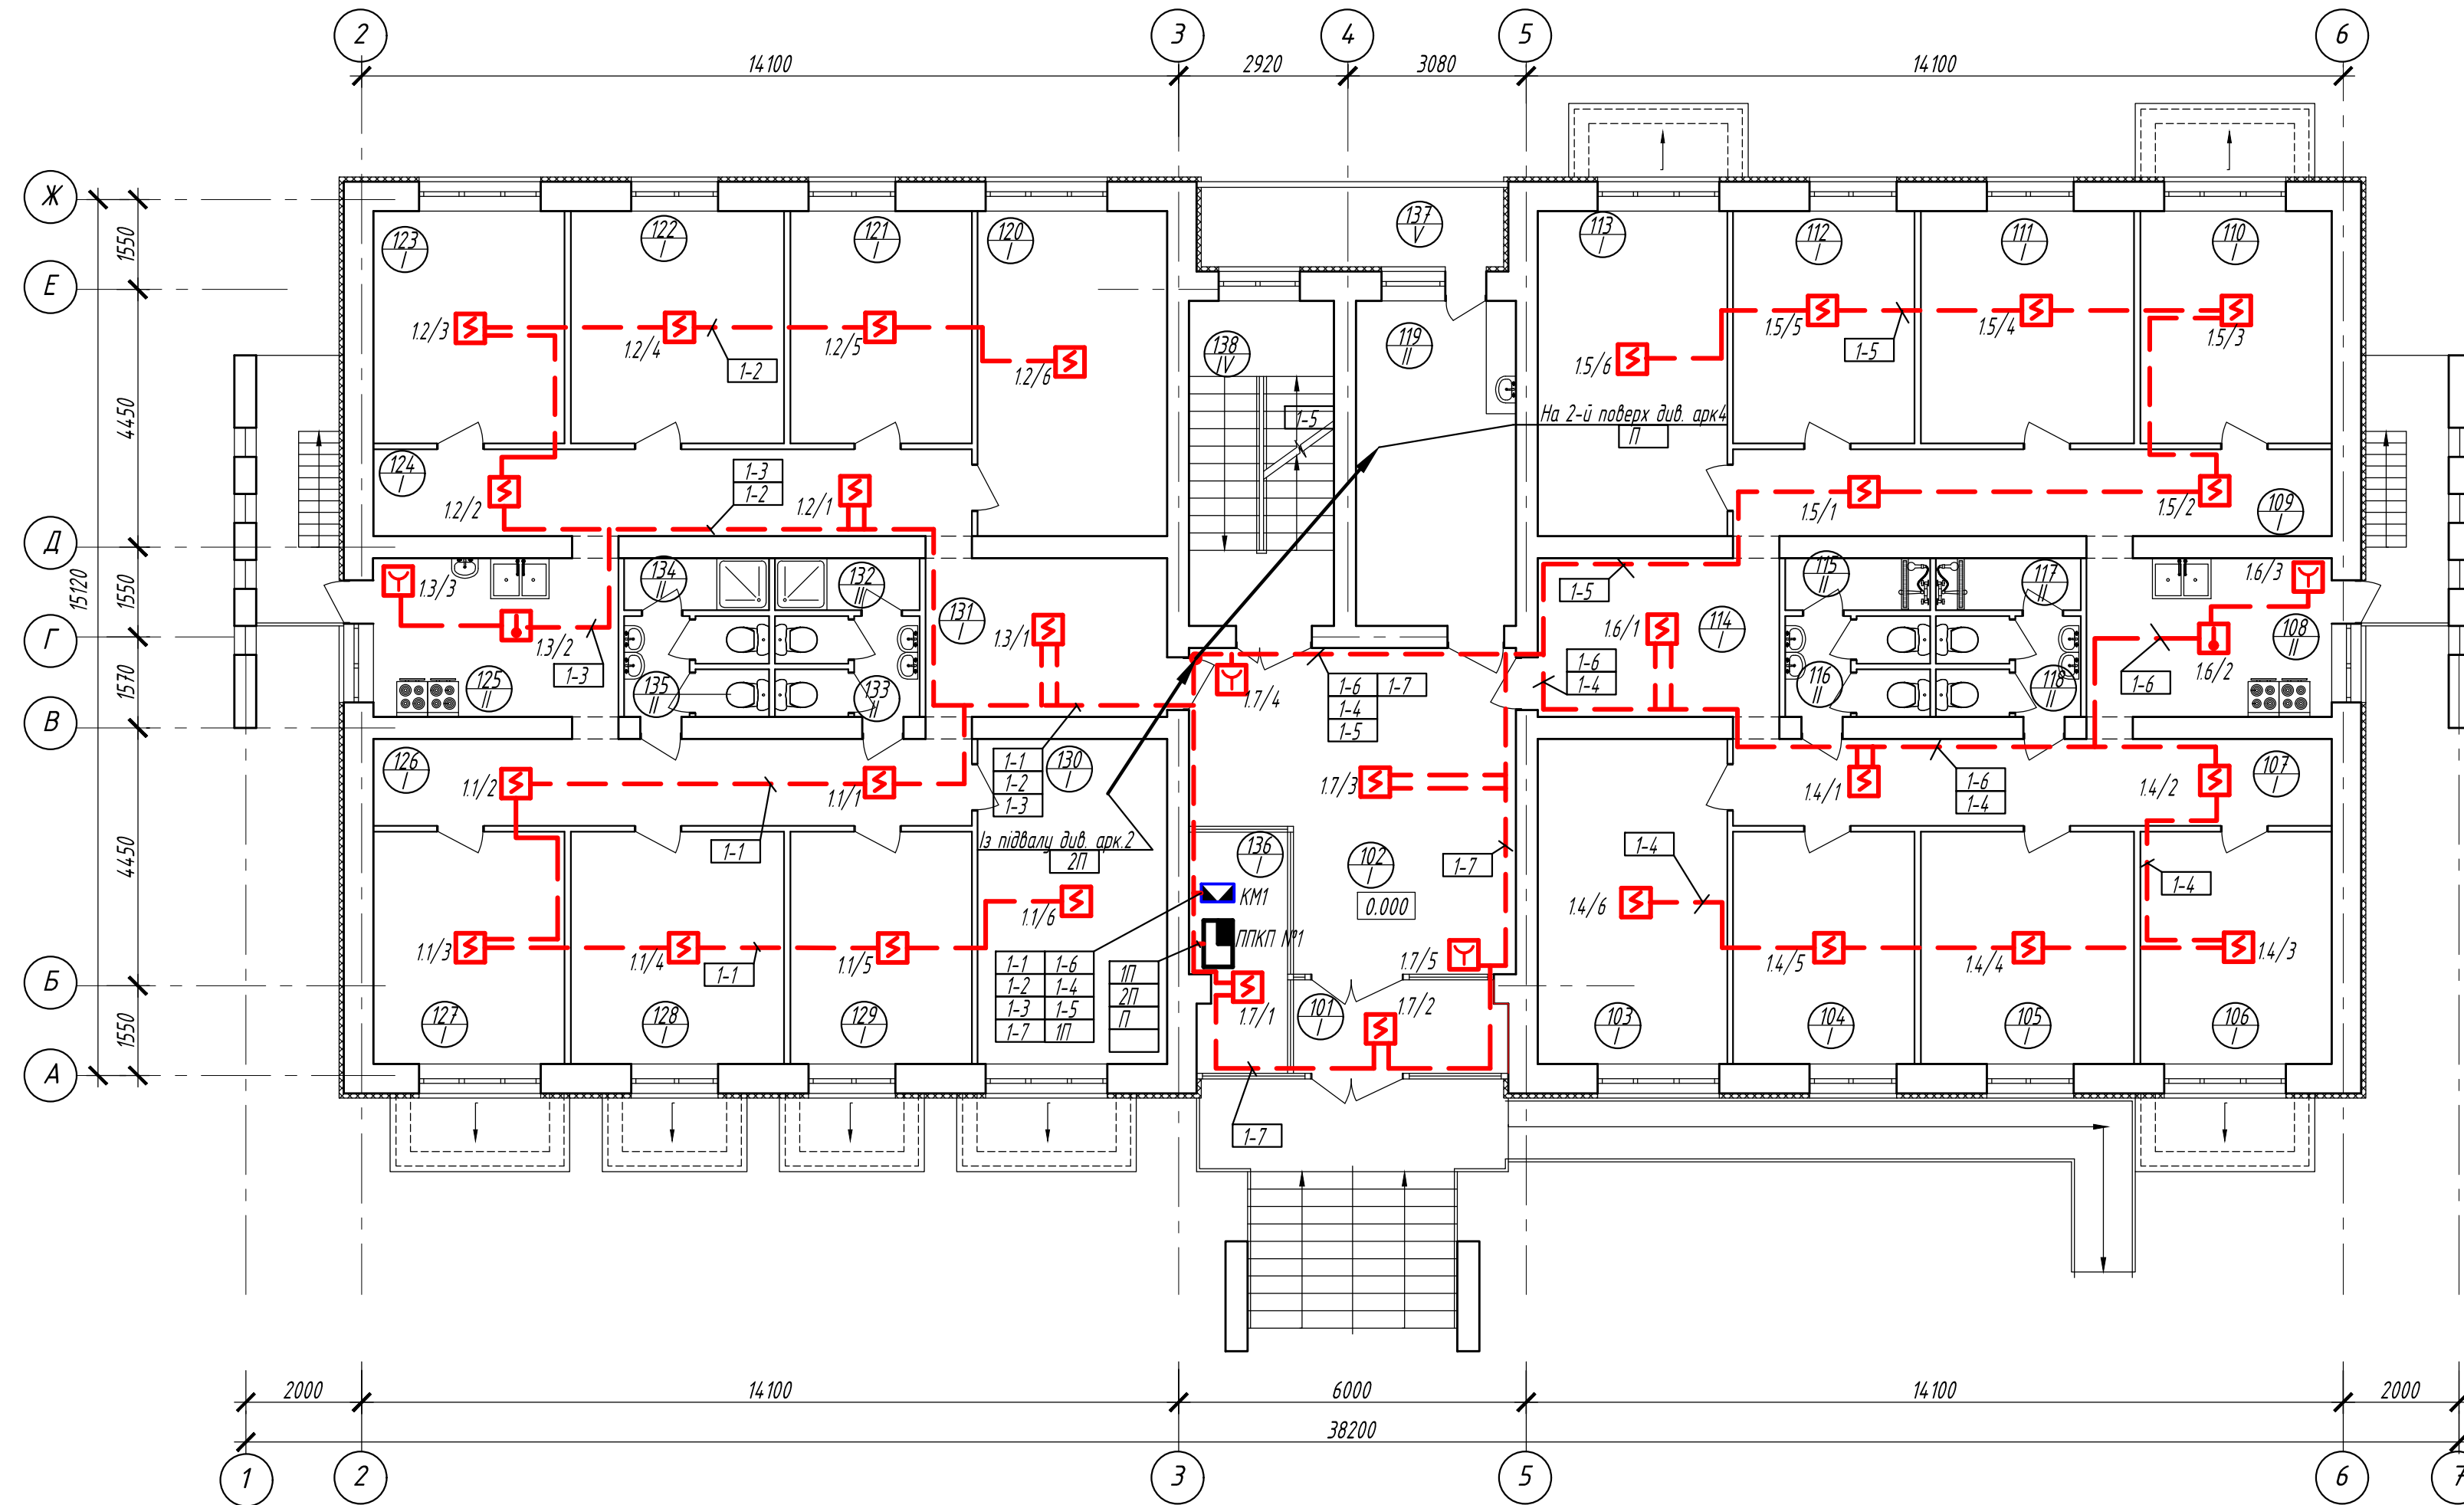 2
3
4
5
6
14100
2920
3080
14100
Ж
Е
Д
Г
В
Б
А
1550
4450
1550
1570
4450
1550
15120
123
I
122
I
121
I
120
I
137
V
113
I
112
I
111
I
110
I
1.2/3
1.2/4
1.2/5
1.2/6
1-2
138
IV
119
II
1.5/6
1.5/5
1.5/4
1.5/3
1-5
1-5
На 2-й поверх див. арк4
П
124
I
1.2/2
1-3
1-2
1.2/1
1.5/1
1.5/2
109
I
1.3/3
1.3/2
1-3
125
II
134
II
132
II
135
II
133
II
131
I
1.3/1
1.7/4
1-6
1-7
1-4
1-5
1-5
1.6/1
114
I
1-6
1-4
115
II
117
II
116
II
118
II
1.6/3
108
II
1.6/2
1-6
126
I
1.1/2
1.1/1
1-1
1-1
1-2
1-3
130
I
Із підвалу див. арк.2
2П
1.7/3
1.4/1
1-6
1-4
1.4/2
107
I
136
I
102
I
0.000
1-7
1-4
1-4
КМ1
ППКП №1
1.1/3
1.1/4
1-1
1.1/5
1.1/6
1-1
1-6
1-2
1-4
1-3
1-5
1-7
1П
1П
2П
П
1.7/5
1.7/1
101
I
1.7/2
1.4/6
1.4/5
1.4/4
1.4/3
127
I
128
I
129
I
103
I
104
I
105
I
106
I
1-7
2000
14100
6000
14100
2000
38200
1
2
3
5
6
7